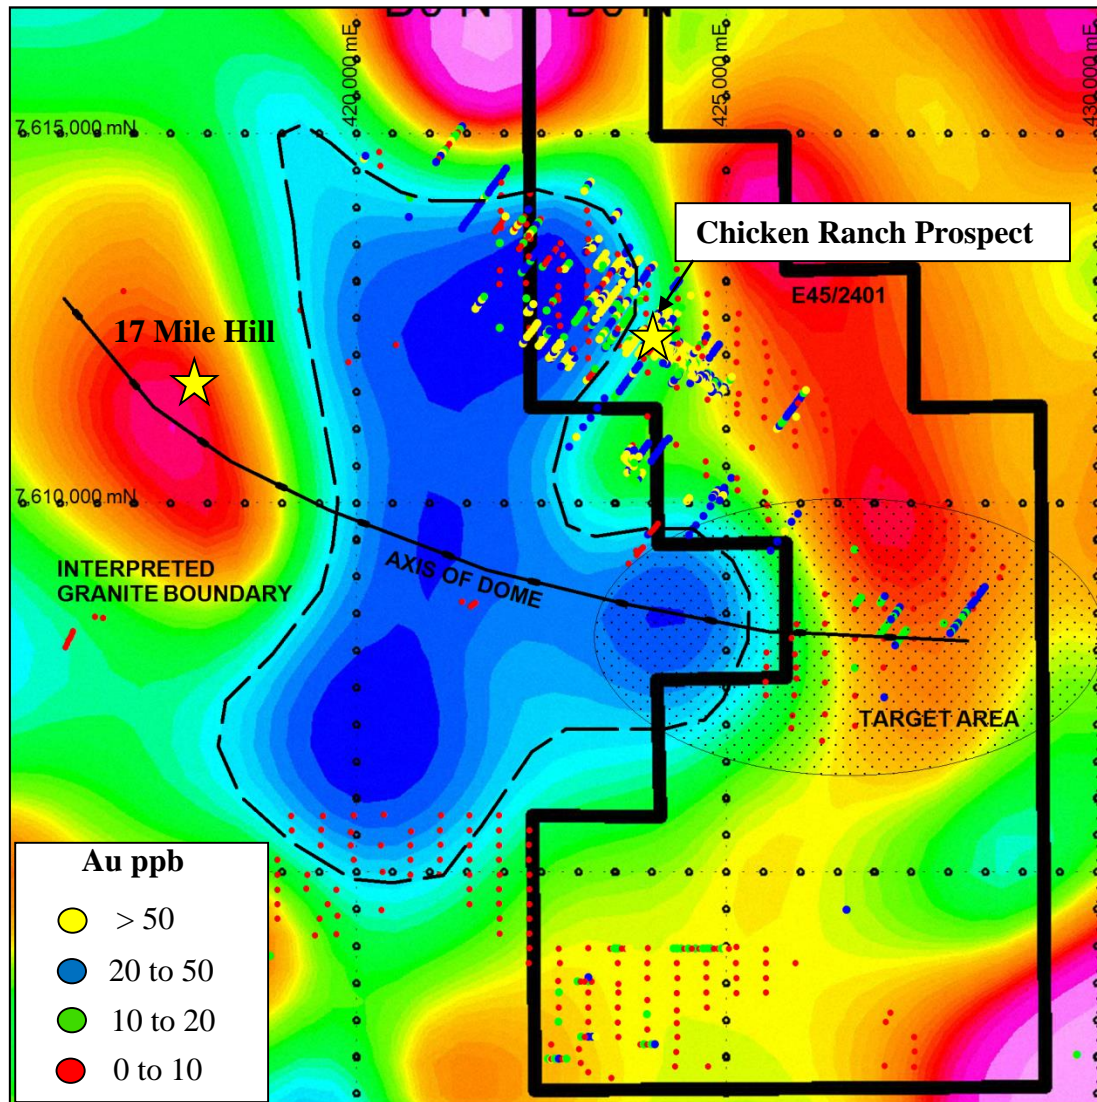 420,000 mE
425,000 mE
430,000 mE
7,615,000 mN
Chicken Ranch Prospect
E45/2401
17 Mile Hill
7,610,000 mN
AXIS OF DOME
INTERPRETED
GRANITE BOUNDARY
TARGET AREA
Au ppb
> 50
20 to 50
10 to 20
0 to 10